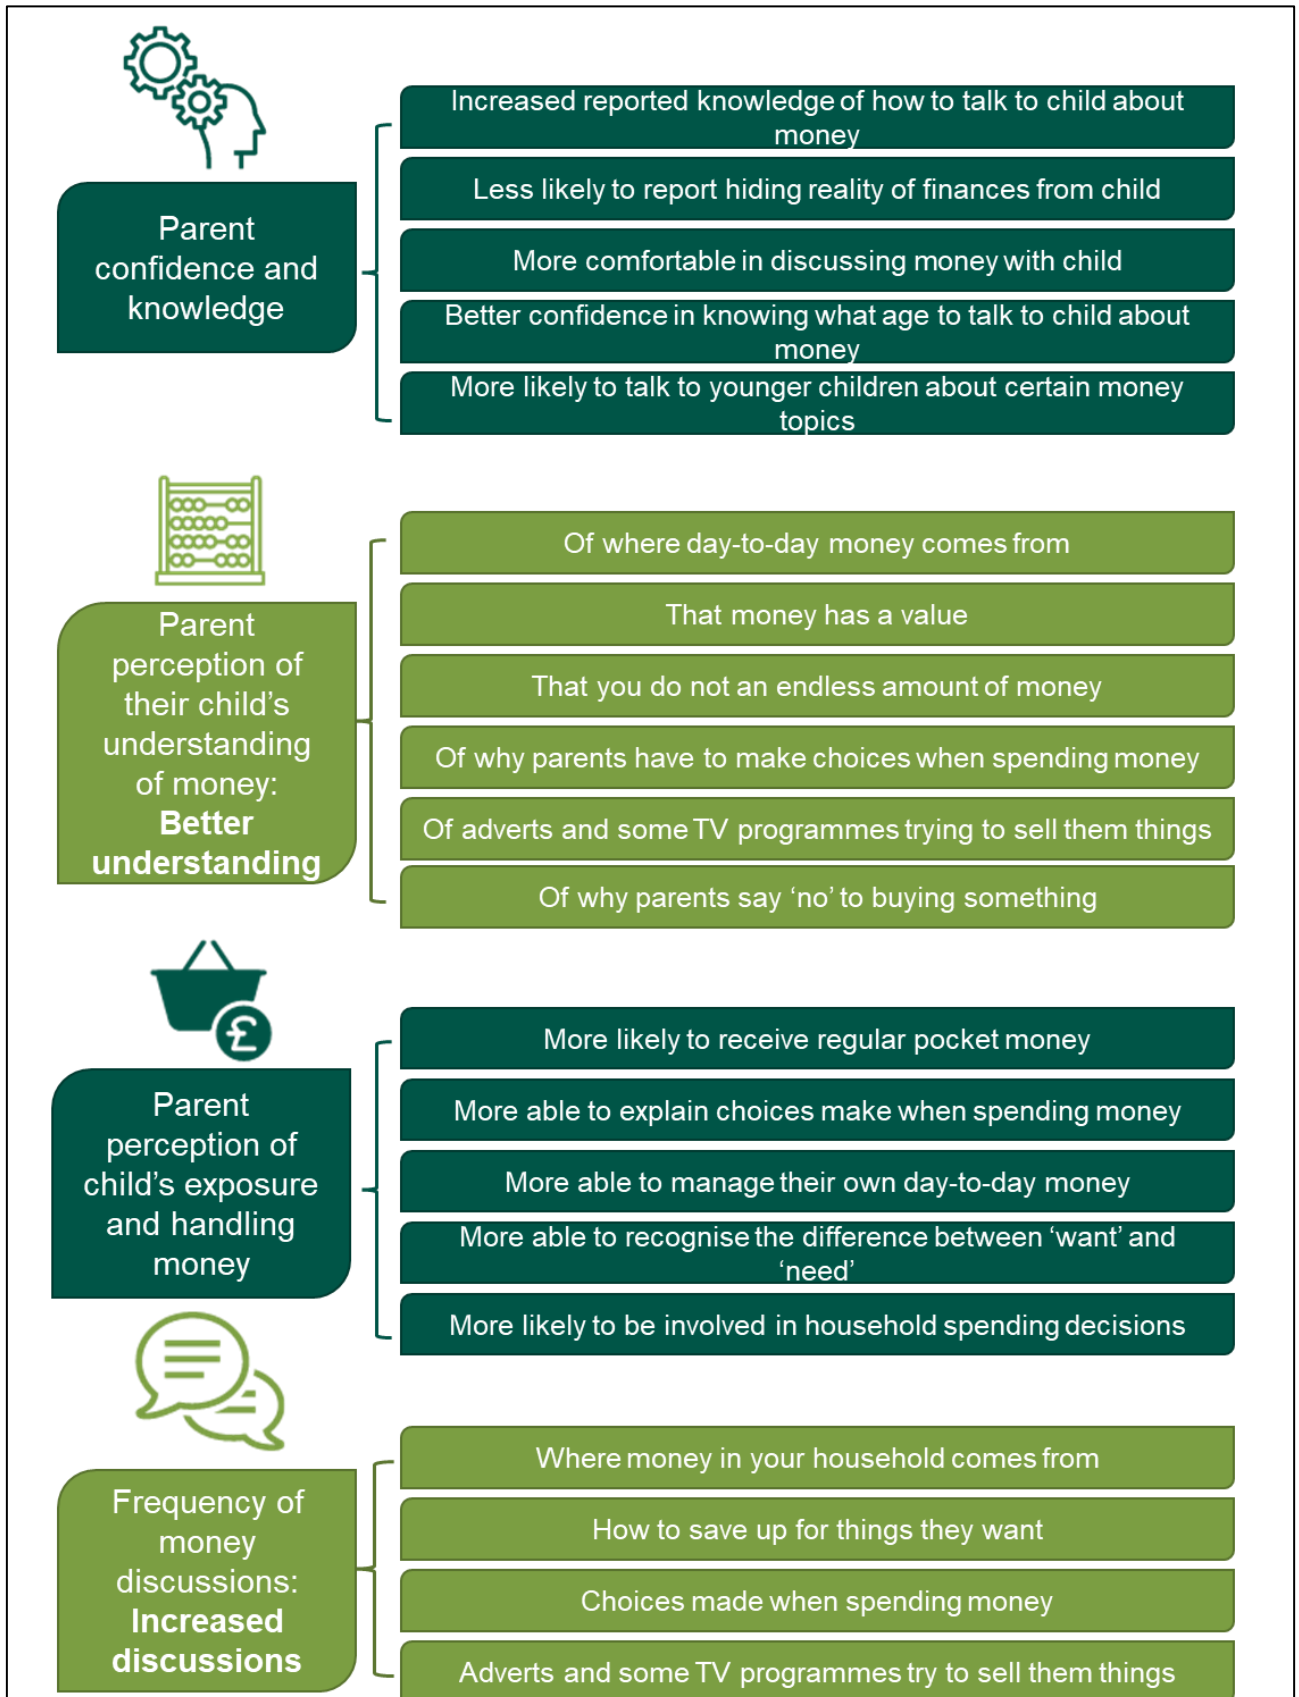 Parent
confidence and
knowledge
Increased reported knowledge of how to talk to child about
money
Less likely to report hiding reality of finances from child
More comfortable in discussing money with child
Better confidence in knowing what age to talk to child about
money
More likely to talk to younger children about certain money
topics
Parent
perception of
their child’s
understanding
of money:
Better
understanding
Of where day-to-day money comes from
That money has a value
That you do not an endless amount of money
Of why parents have to make choices when spending money
Of adverts and some TV programmes trying to sell them things
Of why parents say ‘no’ to buying something
£
Parent
perception of
child’s exposure
and handling
money
More likely to receive regular pocket money
More able to explain choices make when spending money
More able to manage their own day-to-day money
More able to recognise the difference between ‘want’ and
‘need’
More likely to be involved in household spending decisions
Frequency of
money
discussions:
Increased
discussions
Where money in your household comes from
How to save up for things they want
Choices made when spending money
Adverts and some TV programmes try to sell them things